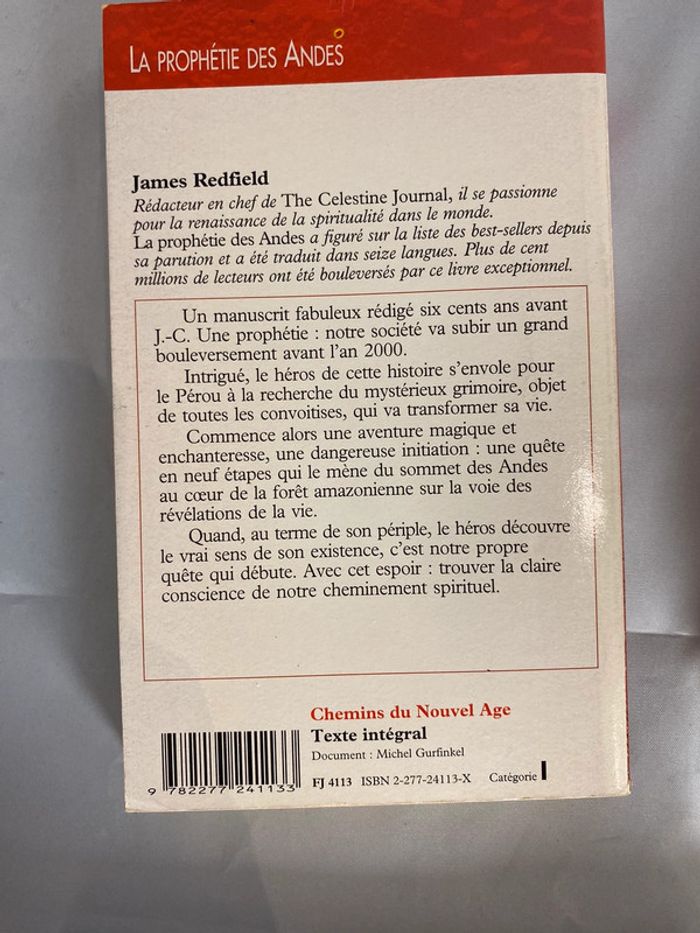 LA PROPHÉTIE DES ANDES
James Redfield
Rédacteur en chef de The Celestine Journal, il se passionne
pour la renaissance de la spiritualité dans le monde.
La prophétie des Andes a figuré sur la liste des best-sellers depuis
sa parution et a été traduit dans seize langues. Plus de cent
millions de lecteurs ont été bouleversés par ce livre exceptionnel.
Un manuscrit fabuleux rédigé six cents ans avant
J.-C. Une prophétie : notre société va subir un grand
bouleversement avant l'an 2000.
Intrigué, le héros de cette histoire s'envole pour
le Pérou à la recherche du mystérieux grimoire, objet
de toutes les convoitises, qui va transformer sa vie.
Commence alors une aventure magique et
enchanteresse, une dangereuse initiation : une quête
en neuf étapes qui le mène du sommet des Andes
au cœur de la forêt amazonienne sur la voie des
révélations de la vie.
Quand, au terme de son périple, le héros découvre
le vrai sens de son existence, c'est notre propre
quête qui débute. Avec cet espoir : trouver la claire
conscience de notre cheminement spirituel.
Chemins du Nouvel Age
Texte intégral
Document : Michel Gurfinkel
FJ 4113 ISBN 2-277-24113-X Catégorie I
9 782277 241133